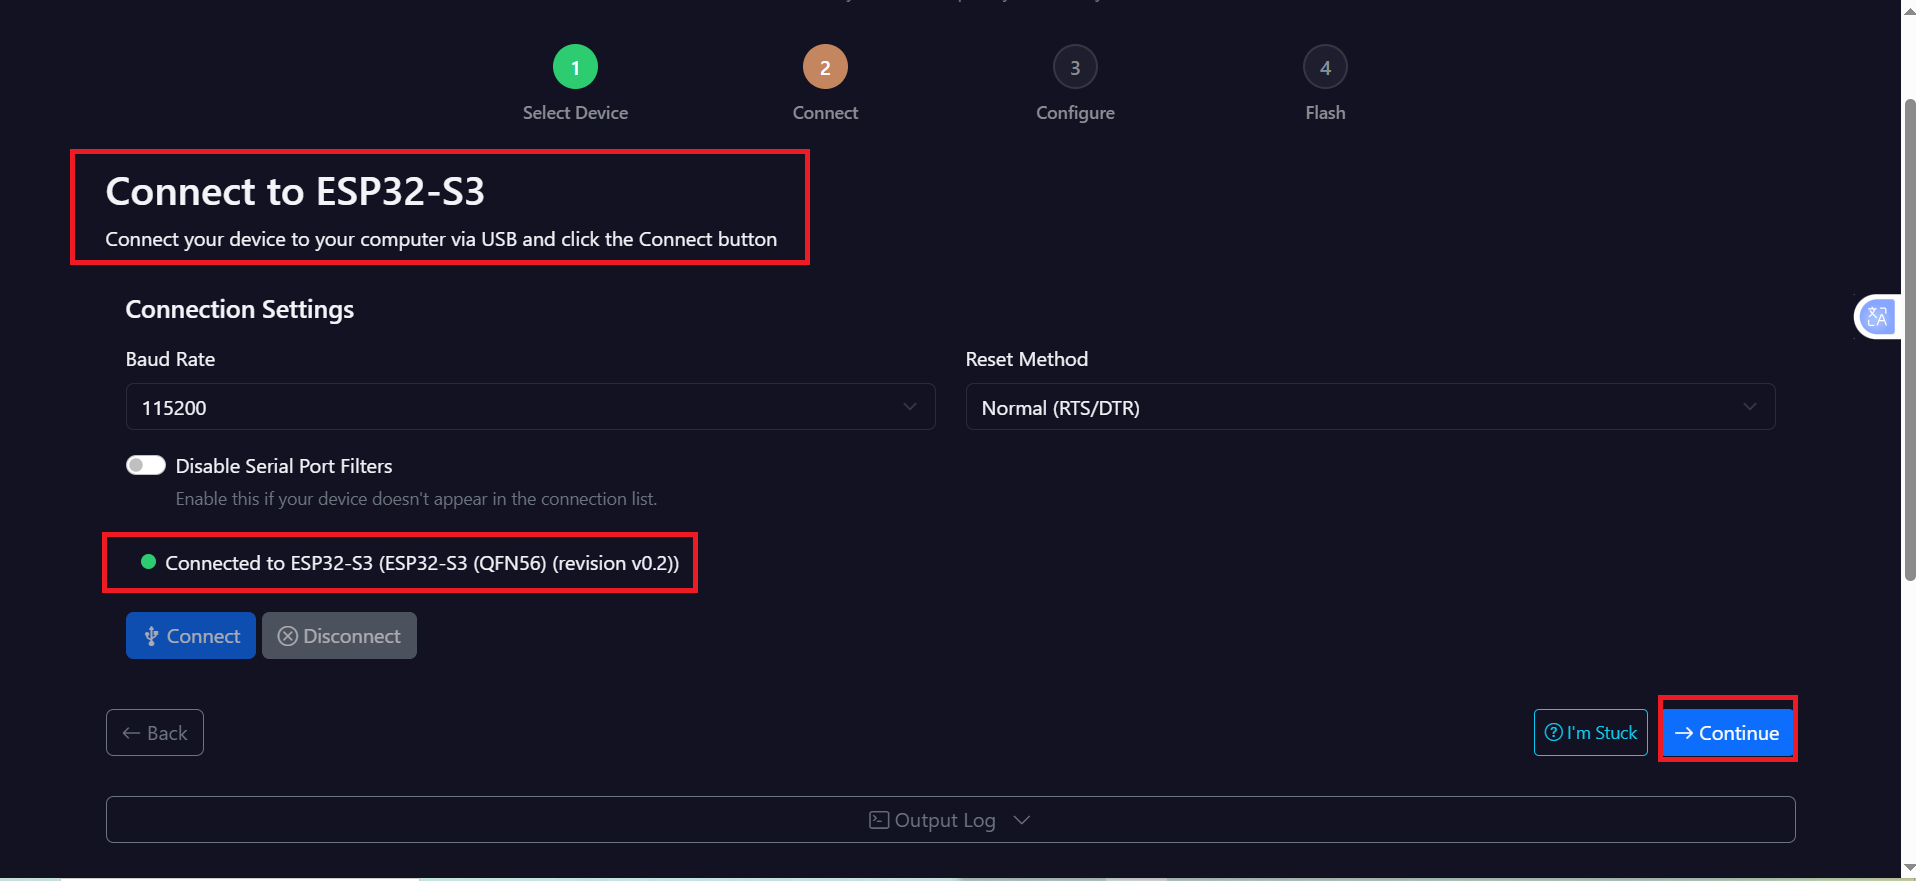 1
2
3
4
Select Device
Connect
Configure
Flash
Connect to ESP32-S3
Connect your device to your computer via USB and click the Connect button
Connection Settings
Baud Rate
Reset Method
115200
Normal (RTS/DTR)
Disable Serial Port Filters
Enable this if your device doesn't appear in the connection list.
Connected to ESP32-S3 (ESP32-S3 (QFN56) (revision v0.2))
Connect
Disconnect
← Back
I'm Stuck
→ Continue
Output Log